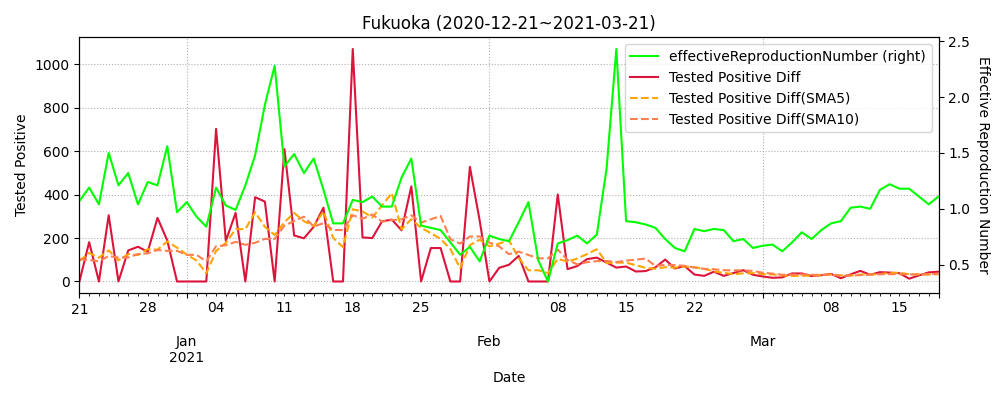 Fukuoka (2020-12-21~2021-03-21)
effectiveReproductionNumber (right)
Tested Positive Diff
Tested Positive Diff(SMA5)
Tested Positive Diff(SMA10)
Tested Positive
1000
800
600
400
200
0
2.5
2.0
1.5
1.0
0.5
Effective Reproduction Number
21 28 04 11 18 25 08 15 22 08 15
Jan Feb Mar
2021
Date